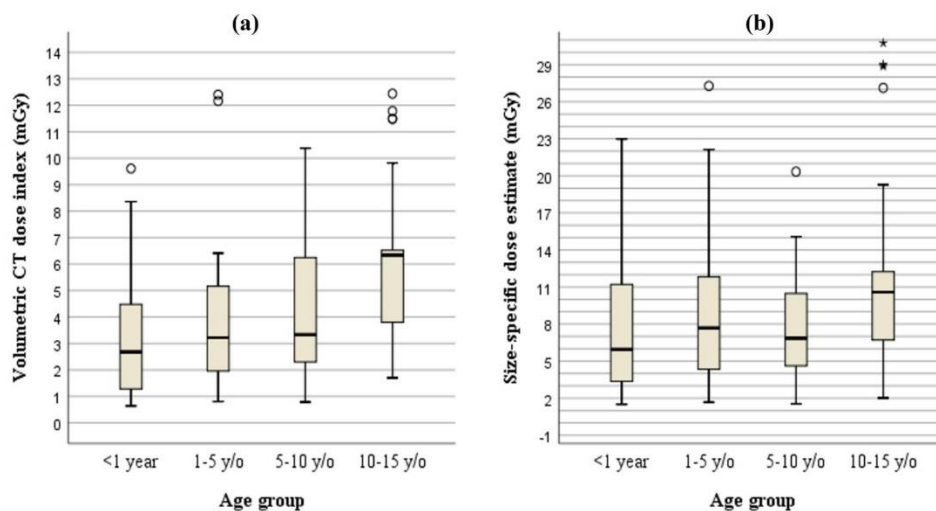 (a)
Volumetric CT dose index (mGy)
14
13
12
11
10
9
8
7
6
5
4
3
2
1
0
<1 year
1-5 y/o
5-10 y/o
10-15 y/o
Age group
(b)
Size-specific dose estimate (mGy)
29
26
23
20
17
14
11
8
5
2
-1
<1 year
1-5 y/o
5-10 y/o
10-15 y/o
Age group